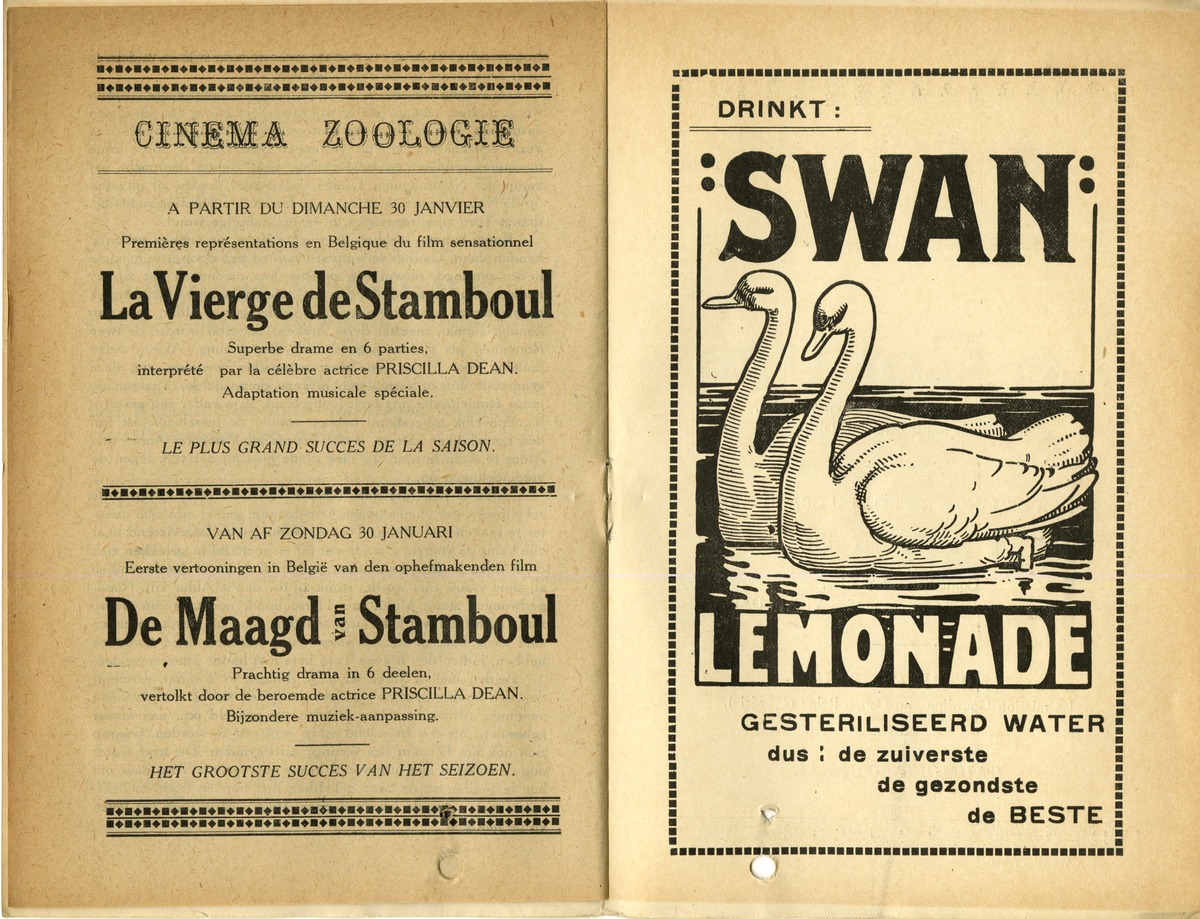 CINEMA ZOOLOGIE
A PARTIR DU DIMANCHE 30 JANVIER
Premières représentations en Belgique du film sensationnel
La Vierge de Stamboul
Superbe drame en 6 parties,
interprété par la célèbre actrice PRISCILLA DEAN.
Adaptation musicale spéciale.
LE PLUS GRAND SUCCES DE LA SAISON.
VAN AF ZONDAG 30 JANUARI
Eerste vertooningen in België van den ophefmakenden film
De Maagd van Stamboul
Prachtig drama in 6 deelen,
vertolkt door de beroemde actrice PRISCILLA DEAN.
Bijzondere muziek-aanpassing.
HET GROOTSTE SUCCES VAN HET SEIZOEN.
DRINKT :
:SWAN:
LEMONADE
GESTERILISEERD WATER
dus : de zuiverste
de gezondste
de BESTE